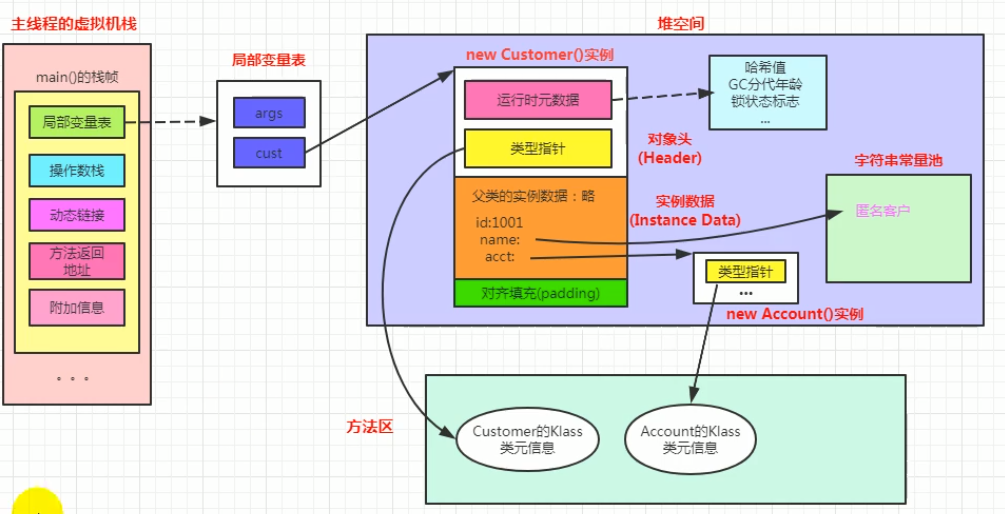 主线程的虚拟机栈
main()的栈帧
局部变量表
操作数栈
动态链接
方法返回
地址
附加信息
。。。
局部变量表
args
cust
堆空间
new Customer()实例
运行时元数据
类型指针
对象头
(Header)
哈希值
GC分代年龄
锁状态标志
...
父类的实例数据：略
id:1001
name:
acct:
实例数据
(Instance Data)
对齐填充(padding)
字符串常量池
匿名客户
类型指针
...
new Account()实例
方法区
Customer的Klass
类元信息
Account的Klass
类元信息